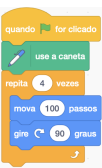 quando for clicado
use a caneta
repita 4 vezes
mova 100 passos
gire 90 graus